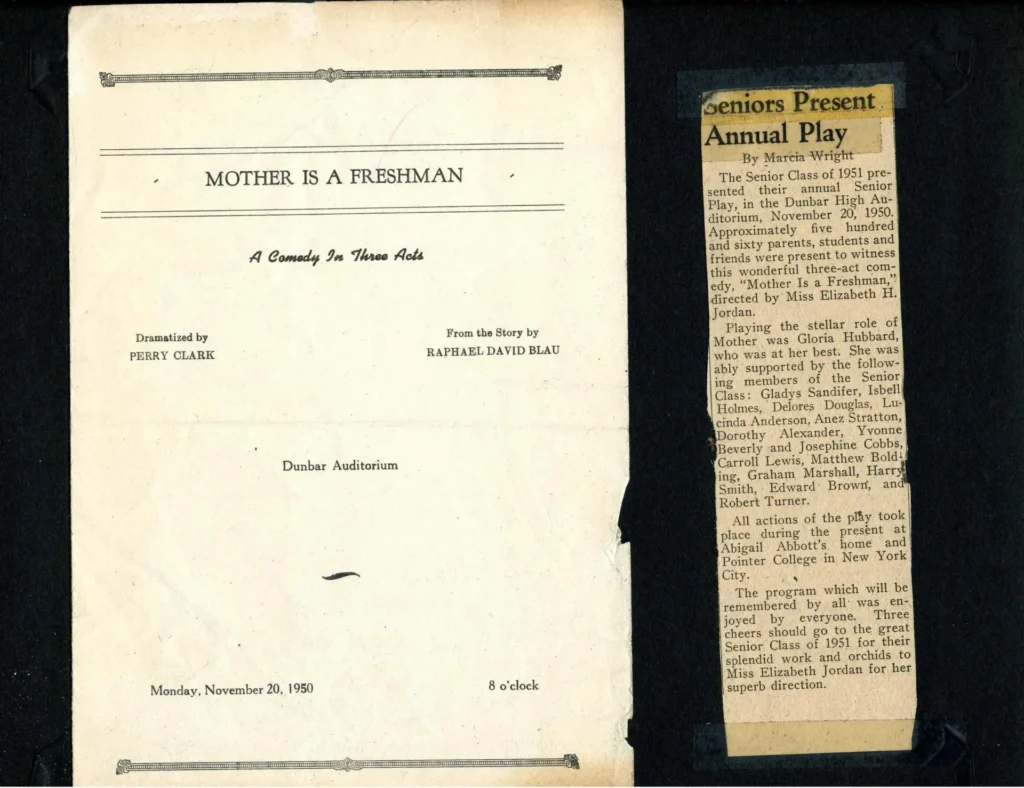 MOTHER IS A FRESHMAN
A Comedy In Three Acts
Dramatized by
PERRY CLARK
From the Story by
RAPHAEL DAVID BLAU
Dunbar Auditorium
Monday, November 20, 1950
8 o'clock
Seniors Present
Annual Play
By Marcia Wright
The Senior Class of 1951 pre-
sented their annual Senior
Play, in the Dunbar High Au-
ditorium, November 20, 1950.
Approximately five hundred
and sixty parents, students and
friends were present to witness
this wonderful three-act com-
edy, "Mother Is a Freshman,"
directed by Miss Elizabeth H.
Jordan.
Playing the stellar role of
Mother was Gloria Hubbard,
who was at her best. She was
ably supported by the follow-
ing members of the Senior
Class: Gladys Sandifer, Isbell
Holmes, Delores Douglas, Lu-
cinda Anderson, Anez Stratton,
Dorothy Alexander, Yvonne
Beverly and Josephine Cobbs,
Carroll Lewis, Matthew Bold-
ing, Graham Marshall, Harry
Smith, Edward Brown, and
Robert Turner.
All actions of the play took
place during the present at
Abigail Abbott's home and
Pointer College in New York
City.
The program which will be
remembered by all was en-
joyed by everyone. Three
cheers should go to the great
Senior Class of 1951 for their
splendid work and orchids to
Miss Elizabeth Jordan for her
superb direction.